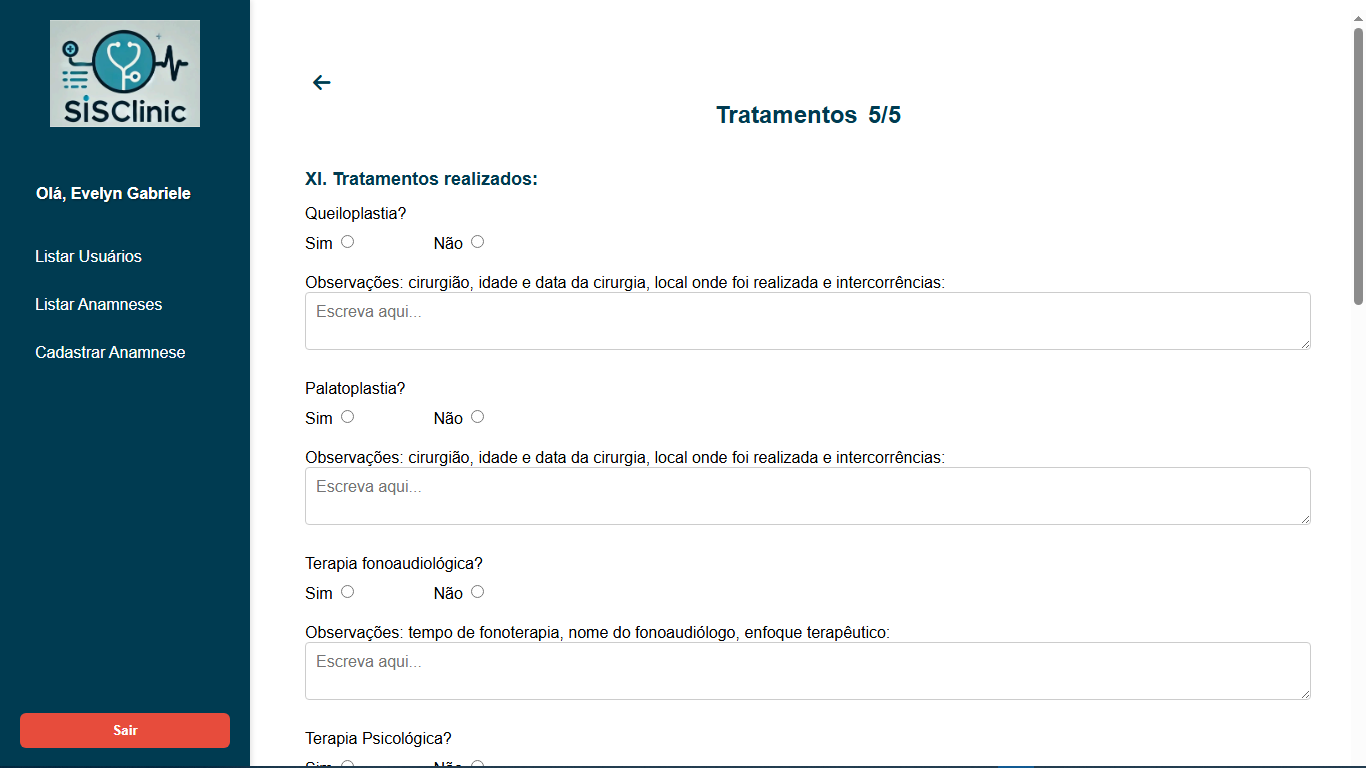 SiSClinic
Olá, Evelyn Gabriele
Listar Usuários
Listar Anamneses
Cadastrar Anamnese
Sair
Tratamentos 5/5
XI. Tratamentos realizados:
Queiloplastia?
Sim Não
Observações: cirurgião, idade e data da cirurgia, local onde foi realizada e intercorrências:
Escreva aqui...
Palatoplastia?
Sim Não
Observações: cirurgião, idade e data da cirurgia, local onde foi realizada e intercorrências:
Escreva aqui...
Terapia fonoaudiológica?
Sim Não
Observações: tempo de fonoterapia, nome do fonoaudiólogo, enfoque terapêutico:
Escreva aqui...
Terapia Psicológica?
Sim Não